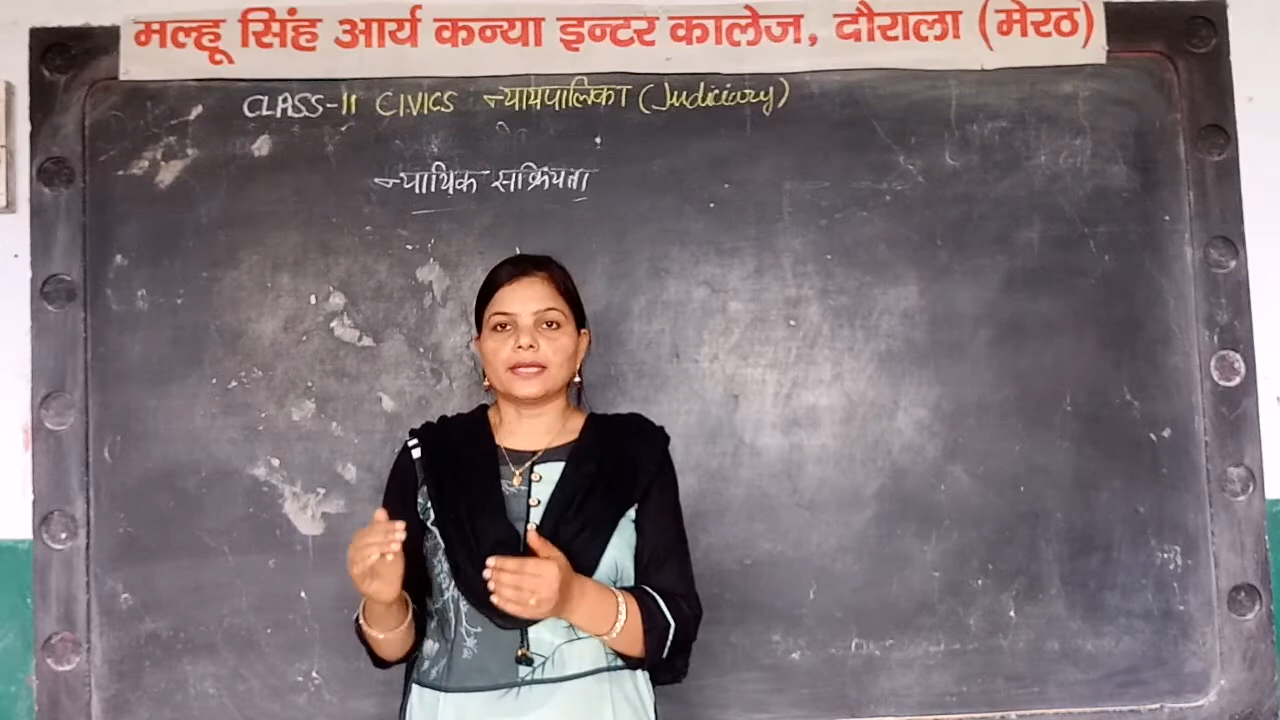 मल्हू सिंह आर्य कन्या इन्टर कालेज, दौराला (मेरठ)
CLASS-11 CIVICS न्यायपालिका (Judiciary)
न्यायिक सक्रियता